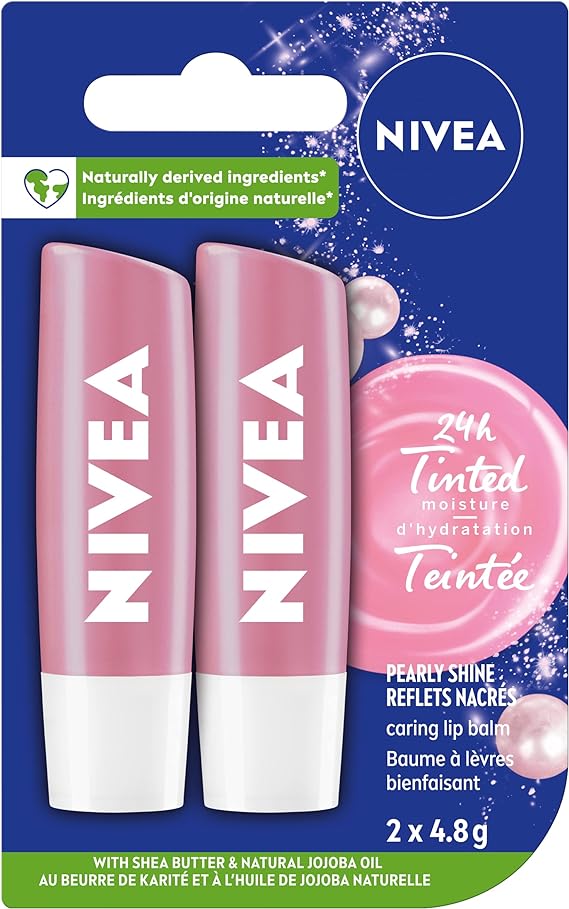 NIVEA
Naturally derived ingredients*
Ingrédients d'origine naturelle*
NIVEA
NIVEA
24h
Tinted
moisture
d'hydratation
Teintée
PEARLY SHINE
REFLETS NACRÉS
caring lip balm
Baume à lèvres
bienfaisant
2 x 4.8g
WITH SHEA BUTTER & NATURAL JOJOBA OIL
AU BEURRE DE KARITÉ ET À L'HUILE DE JOJOBA NATURELLE